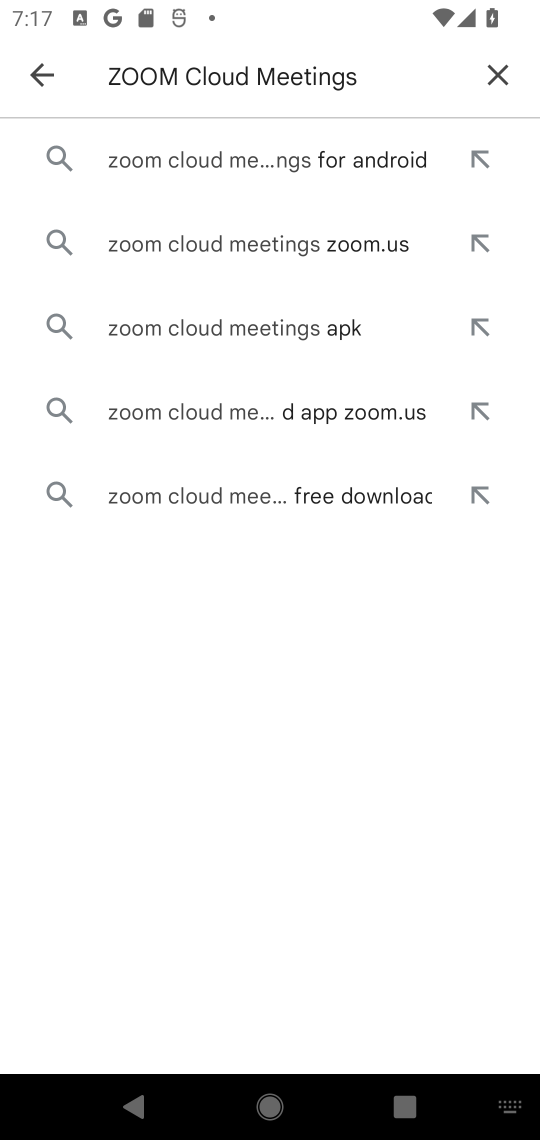 7:17
ZOOM Cloud Meetings
zoom cloud me...ngs for android
zoom cloud meetings zoom.us
zoom cloud meetings apk
zoom cloud me... d app zoom.us
zoom cloud mee... free downloac